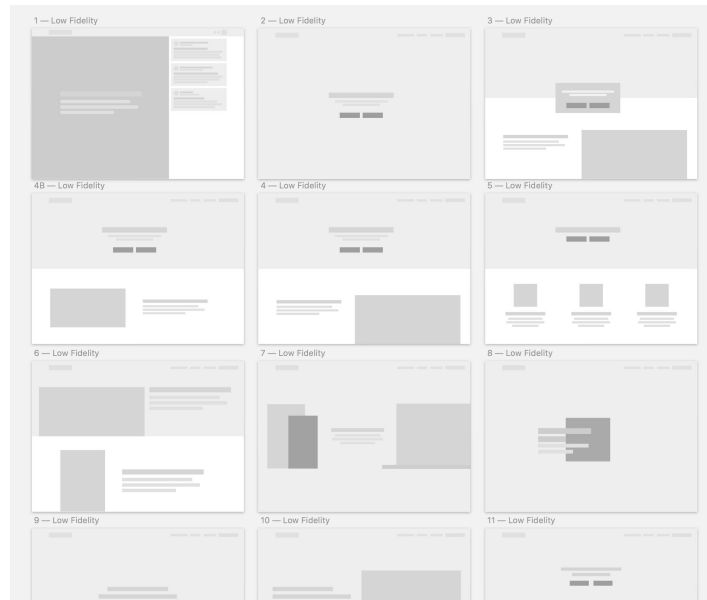 1 — Low Fidelity
2 — Low Fidelity
3 — Low Fidelity
4B — Low Fidelity
4 — Low Fidelity
5 — Low Fidelity
6 — Low Fidelity
7 — Low Fidelity
8 — Low Fidelity
9 — Low Fidelity
10 — Low Fidelity
11 — Low Fidelity